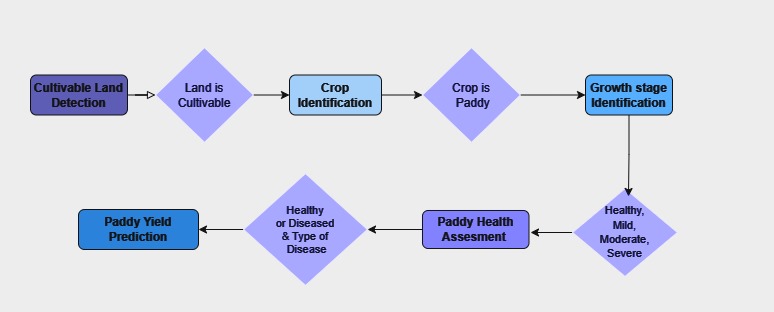 Cultivable Land
Detection
Land is
Cultivable
Crop
Identification
Crop is
Paddy
Growth stage
Identification
Healthy,
Mild,
Moderate,
Severe
Paddy Health
Assesment
Healthy
or Diseased
& Type of
Disease
Paddy Yield
Prediction